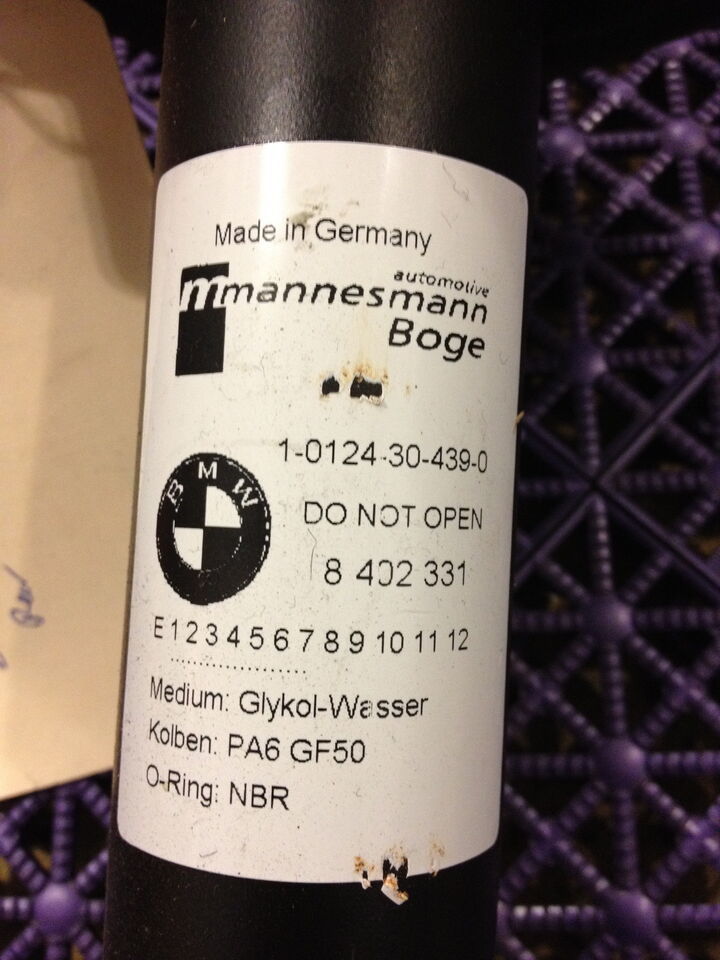 Made in Germany
automotive
mmannesmann
Boge
1-0124-30-439-0
BMW
DO NOT OPEN
8 402 331
E 1 2 3 4 5 6 7 8 9 10 11 12
Medium: Glykol-Wasser
Kolben: PA6 GF50
O-Ring: NBR